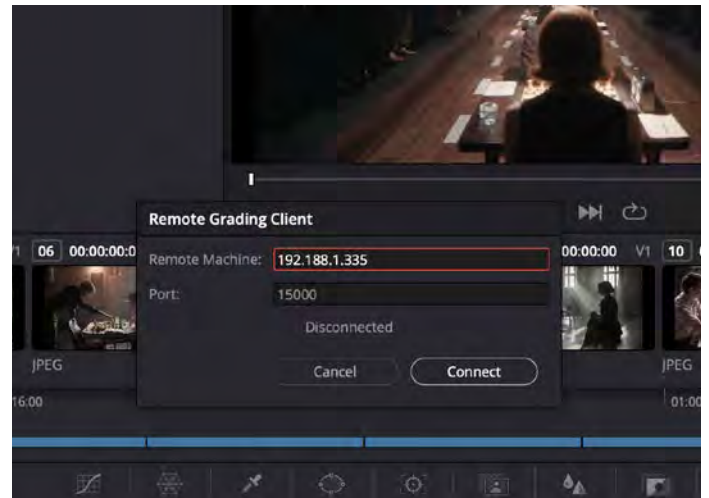 Remote Grading Client
06 00:00:00:0
00:00:00 V1 10
Remote Machine: 192.188.1.335
Port: 15000
Disconnected
JPEG
JPEG
Cancel Connect
16:00
01:00